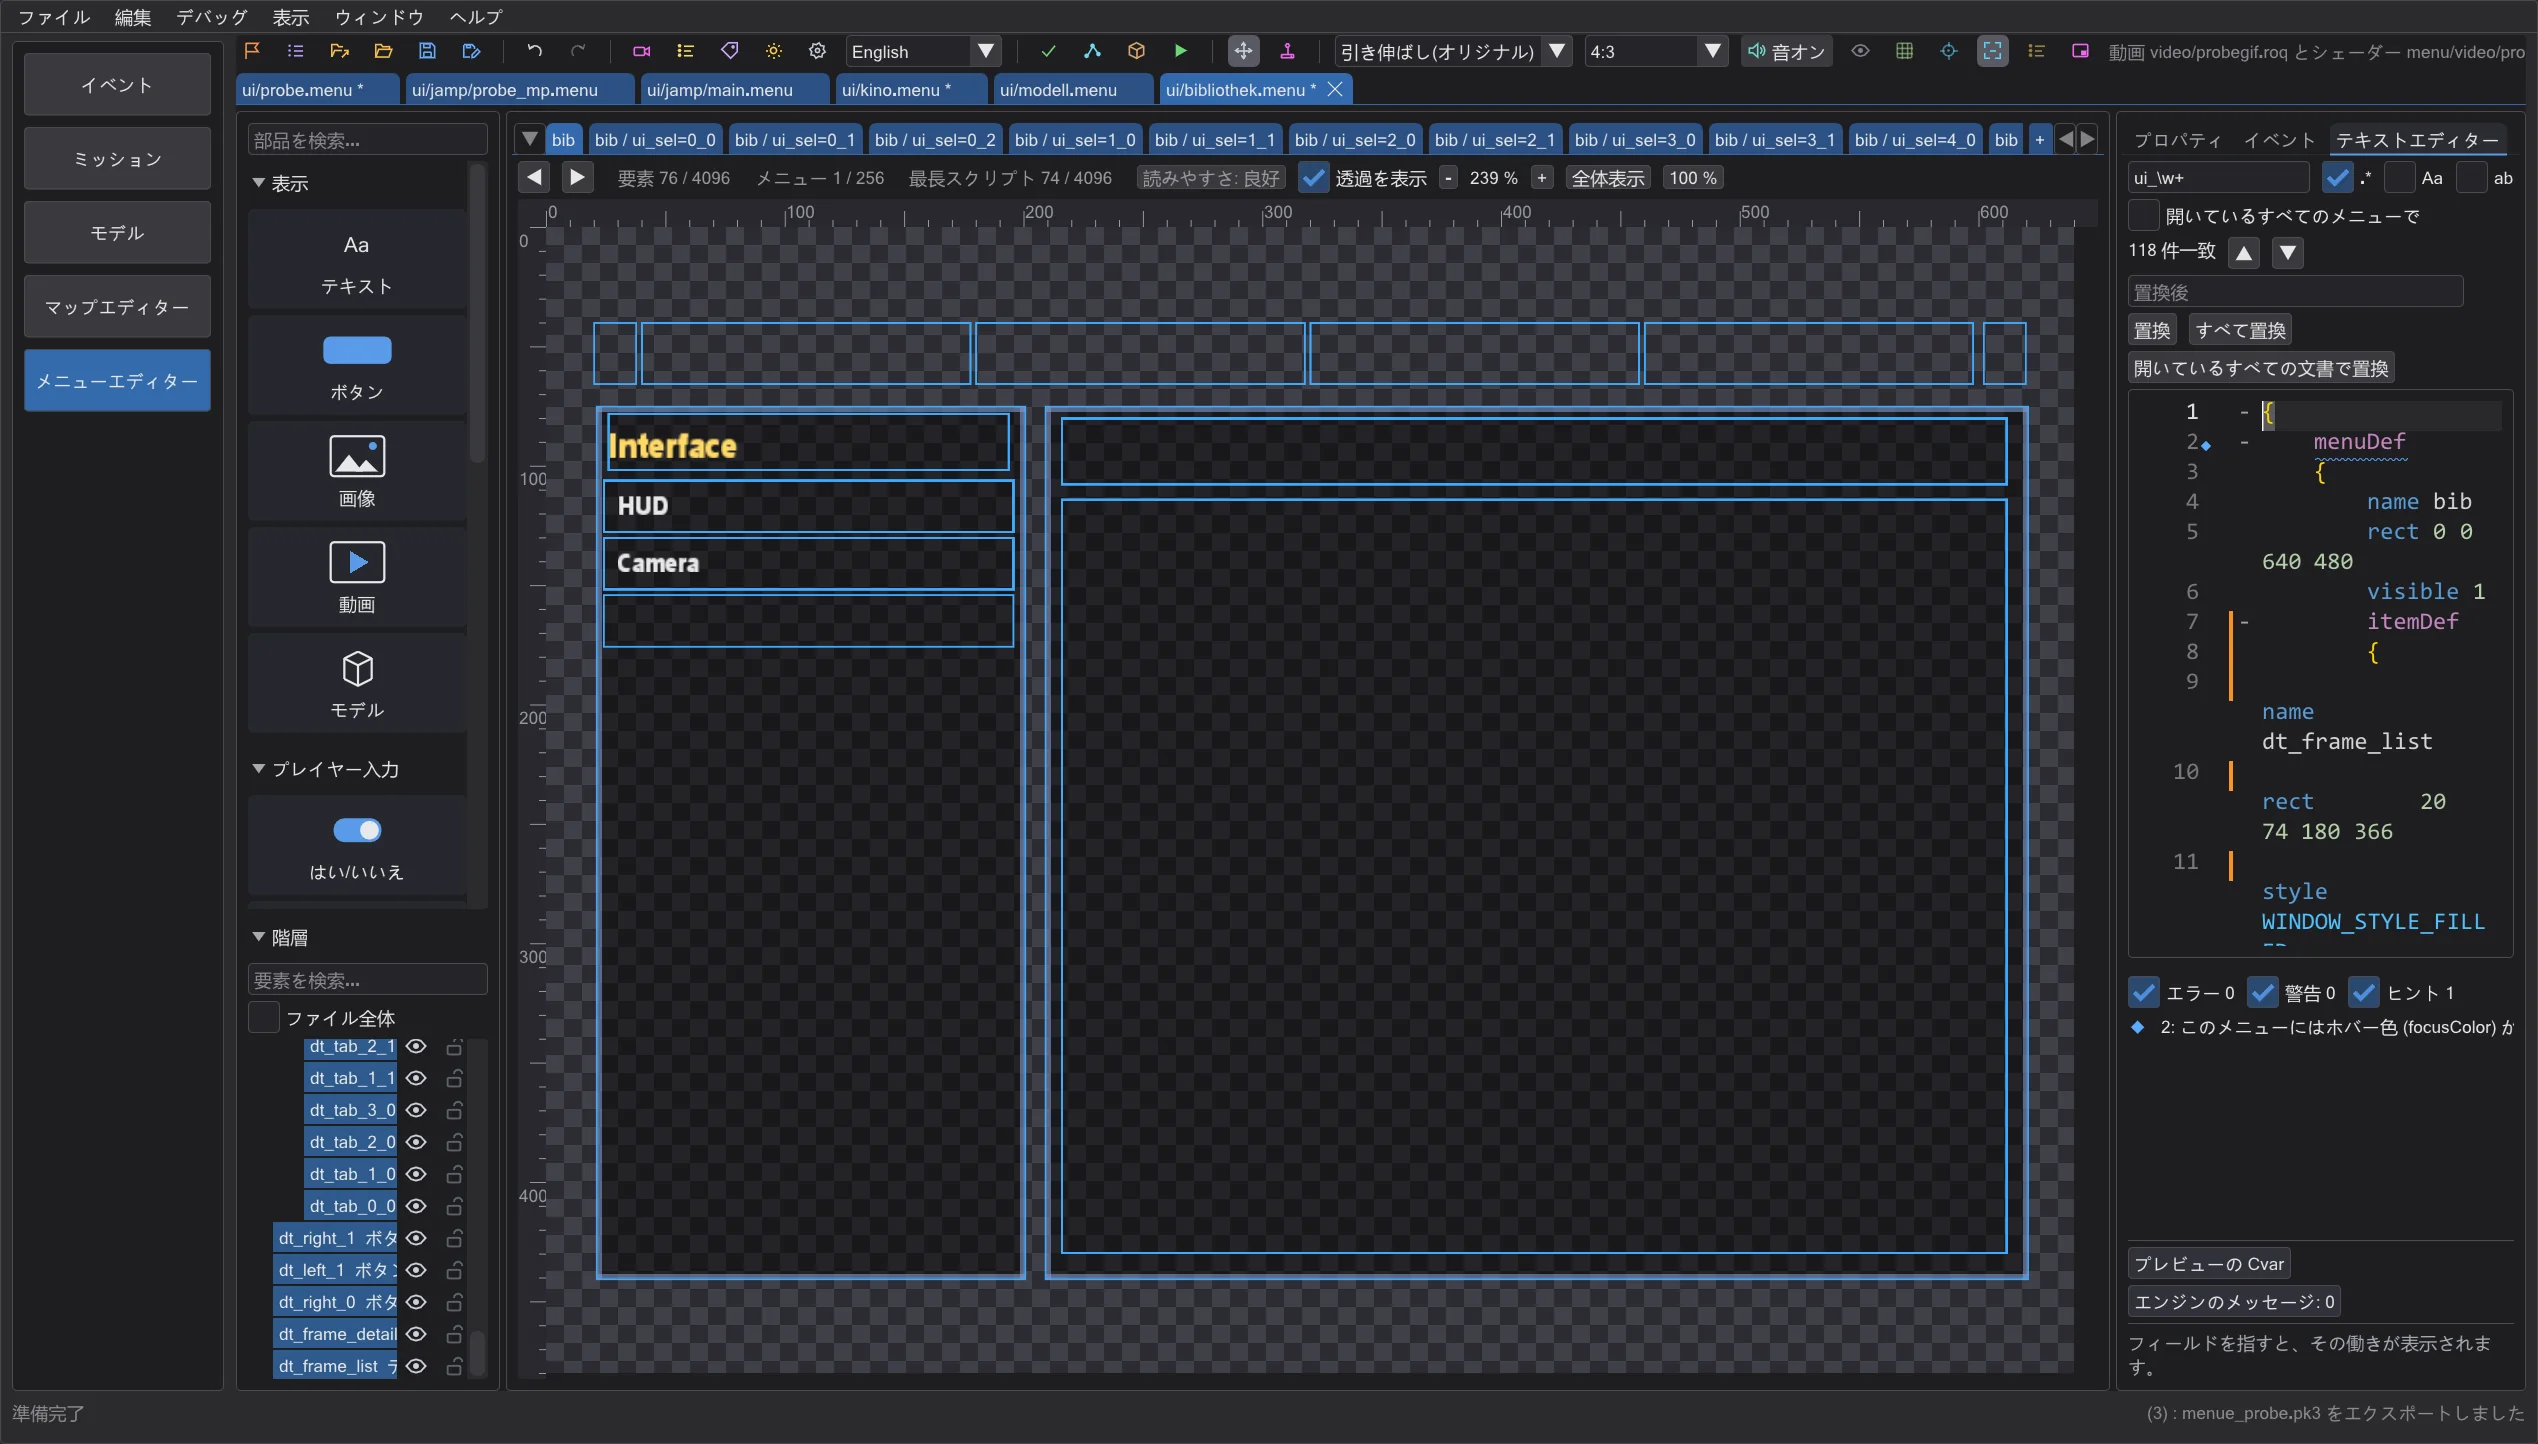 ファイル 編集 デバッグ 表示 ウィンドウ ヘルプ
English 引き伸ばし(オリジナル) 4:3 音オン 動画 video/probegif.roq とシェーダー menu/video/pro
イベント
ミッション
モデル
マップエディター
メニューエディター
ui/probe.menu * ui/jamp/probe_mp.menu ui/jamp/main.menu ui/kino.menu * ui/modell.menu ui/bibliothek.menu *
部品を検索...
表示
Aa
テキスト
ボタン
画像
動画
モデル
プレイヤー入力
はい/いいえ
階層
要素を検索...
ファイル全体
dt_tab_2_1
dt_tab_1_1
dt_tab_3_0
dt_tab_2_0
dt_tab_1_0
dt_tab_0_0
dt_right_1 ボタ
dt_left_1 ボタン
dt_right_0 ボタ
dt_frame_detail
dt_frame_list
bib bib / ui_sel=0_0 bib / ui_sel=0_1 bib / ui_sel=0_2 bib / ui_sel=1_0 bib / ui_sel=1_1 bib / ui_sel=2_0 bib / ui_sel=2_1 bib / ui_sel=3_0 bib / ui_sel=3_1 bib / ui_sel=4_0 bib +
要素 76 / 4096 メニュー 1 / 256 最長スクリプト 74 / 4096 読みやすさ: 良好 透過を表示 - 239 % + 全体表示 100 %
0 100 200 300 400 500 600
0
100
200
300
400
Interface
HUD
Camera
プロパティ イベント テキストエディター
ui_\w+ .* Aa ab
開いているすべてのメニューで
118 件一致
置換後
置換 すべて置換
開いているすべての文書で置換
1 - {
2 - menuDef
3 {
4 name bib
5 rect 0 0
640 480
6 visible 1
7 - itemDef
8 {
9
name
dt_frame_list
10
rect 20
74 180 366
11
style
WINDOW_STYLE_FILL
エラー 0 警告 0 ヒント 1
2: このメニューにはホバー色 (focusColor) が
プレビューの Cvar
エンジンのメッセージ: 0
フィールドを指すと、その働きが表示されま
す。
準備完了
(3) : menue_probe.pk3 をエクスポートしました